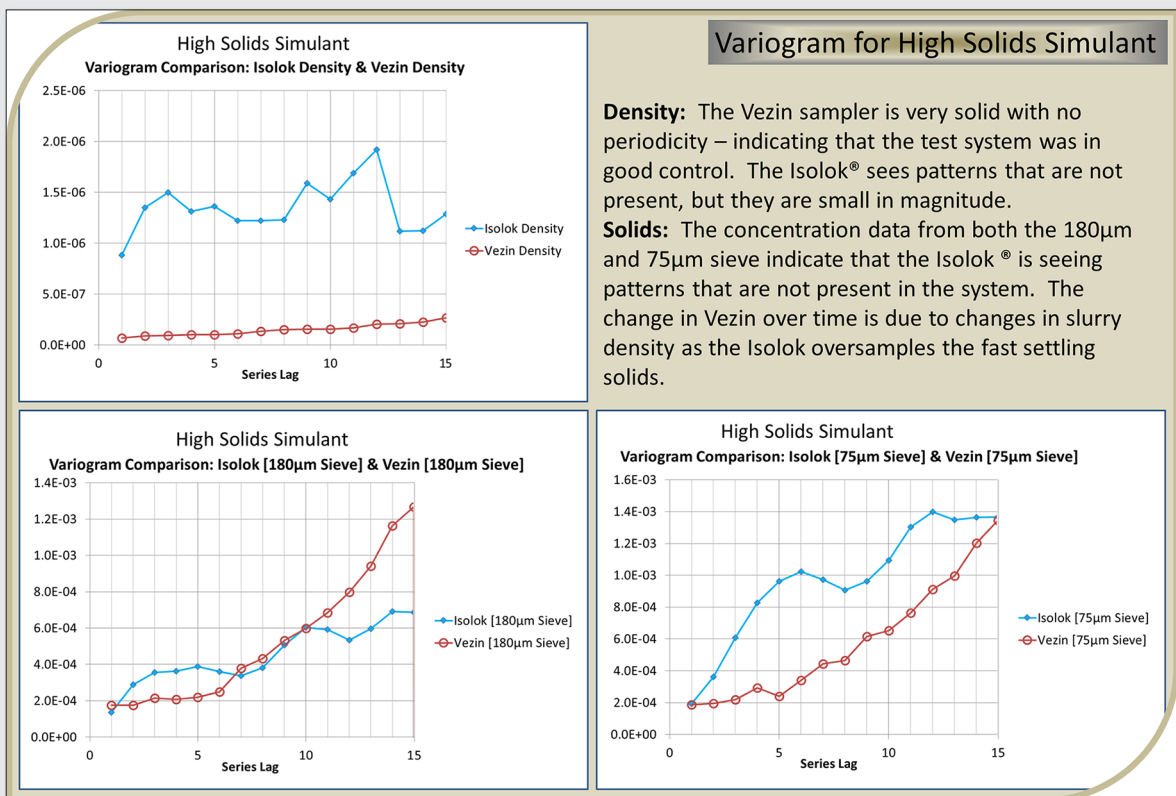 Variogram for High Solids Simulant
High Solids Simulant
Variogram Comparison: Isolok Density & Vezin Density
2.5E-06
2.0E-06
1.5E-06
1.0E-06
5.0E-07
0.0E+00
0 5 10 15
Series Lag
Isolok Density
Vezin Density
Density: The Vezin sampler is very solid with no
periodicity – indicating that the test system was in
good control. The Isolok® sees patterns that are not
present, but they are small in magnitude.
Solids: The concentration data from both the 180µm
and 75µm sieve indicate that the Isolok ® is seeing
patterns that are not present in the system. The
change in Vezin over time is due to changes in slurry
density as the Isolok oversamples the fast settling
solids.
High Solids Simulant
Variogram Comparison: Isolok [180µm Sieve] & Vezin [180µm Sieve]
1.4E-03
1.2E-03
1.0E-03
8.0E-04
6.0E-04
4.0E-04
2.0E-04
0.0E+00
0 5 10 15
Series Lag
Isolok [180µm Sieve]
Vezin [180µm Sieve]
High Solids Simulant
Variogram Comparison: Isolok [75µm Sieve] & Vezin [75µm Sieve]
1.6E-03
1.4E-03
1.2E-03
1.0E-03
8.0E-04
6.0E-04
4.0E-04
2.0E-04
0.0E+00
0 5 10 15
Series Lag
Isolok [75µm Sieve]
Vezin [75µm Sieve]